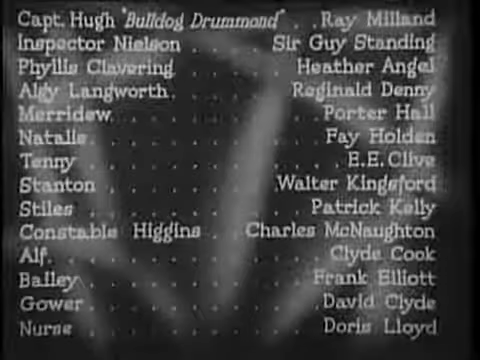 Capt. Hugh "Bulldog Drummond" . . Ray Milland
Inspector Nielson . . . . Sir Guy Standing
Phyllis Clavering . . . . . Heather Angel
Algy Langworth . . . . . Reginald Denny
Merridew . . . . . . . . Porter Hall
Natalie . . . . . . . . Fay Holden
Tenny . . . . . . . . . E.E. Clive
Stanton . . . . . . . Walter Kingsford
Stiles . . . . . . . . Patrick Kelly
Constable Higgins . . Charles McNaughton
Alf . . . . . . . . . Clyde Cook
Bailey . . . . . . . . Frank Elliott
Gower . . . . . . . . David Clyde
Nurse . . . . . . . . Doris Lloyd